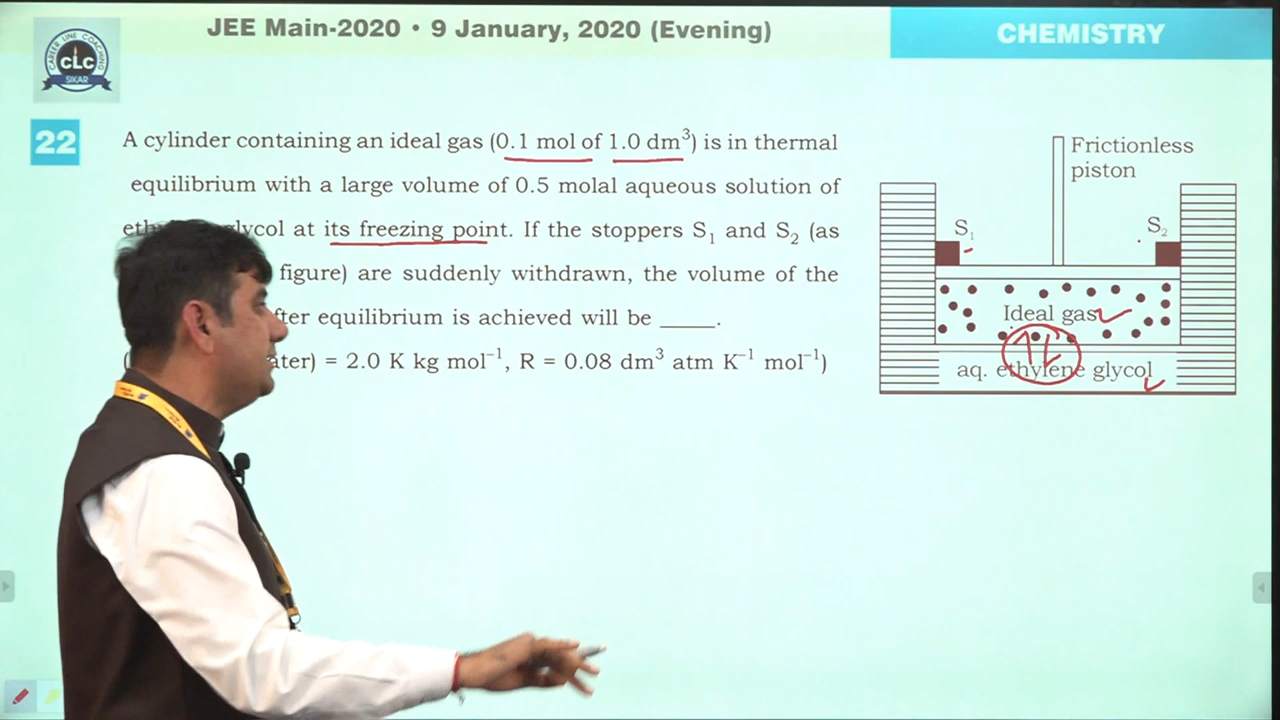 JEE Main-2020 • 9 January, 2020 (Evening)
CHEMISTRY
CAREER LINE COACHING
CLC
SIKAR
22
A cylinder containing an ideal gas (0.1 mol of 1.0 dm³) is in thermal
equilibrium with a large volume of 0.5 molal aqueous solution of
glycol at its freezing point. If the stoppers S₁ and S₂ (as
figure) are suddenly withdrawn, the volume of the
equilibrium is achieved will be _____.
= 2.0 K kg mol⁻¹, R = 0.08 dm³ atm K⁻¹ mol⁻¹)
Frictionless
piston
S₁
S₂
Ideal gas
aq. ethylene glycol